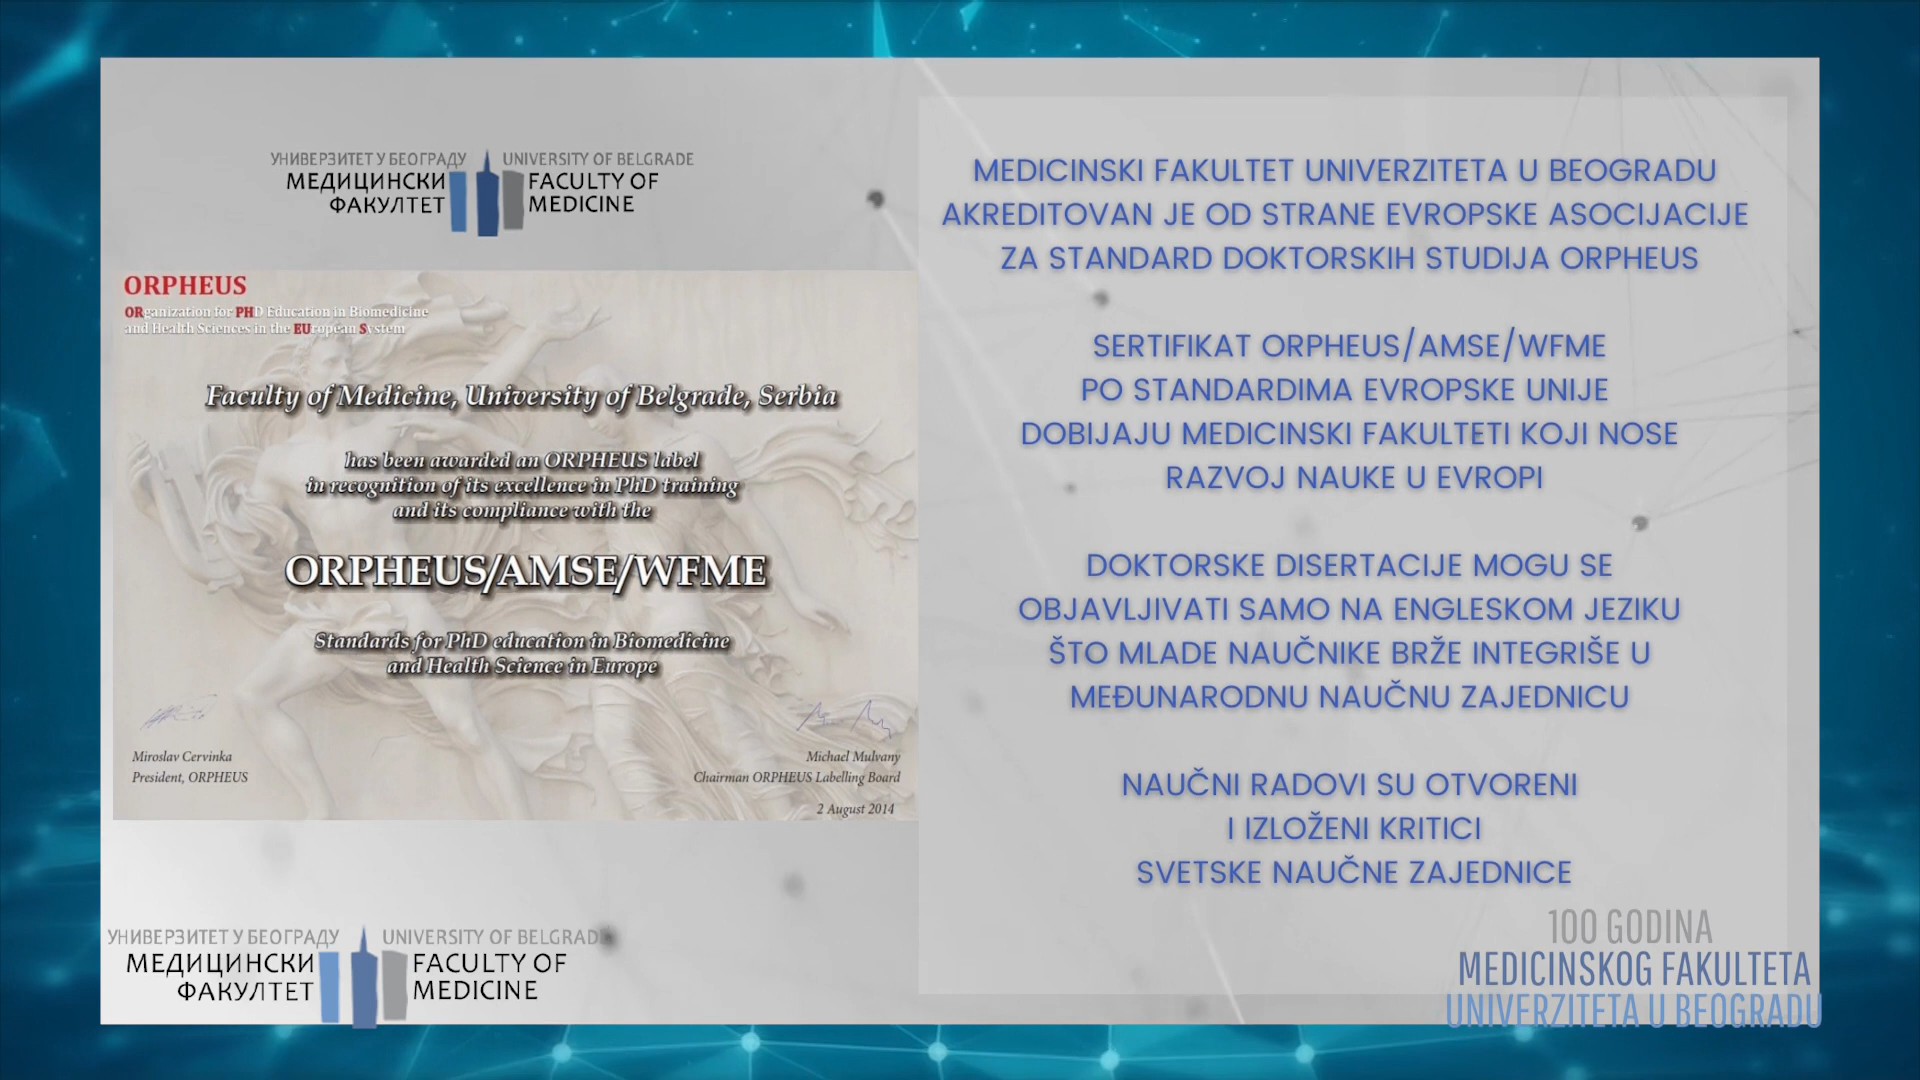 УНИВЕРЗИТЕТ У БЕОГРАДУ
МЕДИЦИНСКИ
ФАКУЛТЕТ
UNIVERSITY OF BELGRADE
FACULTY OF
MEDICINE
ORPHEUS
ORganization for PHD Education in Biomedicine
and Health Sciences in the EUropean System
Faculty of Medicine, University of Belgrade, Serbia
has been awarded an ORPHEUS label
in recognition of its excellence in PhD training
and its compliance with the
ORPHEUS/AMSE/WFME
Standards for PhD education in Biomedicine
and Health Science in Europe
Miroslav Cervinka
President, ORPHEUS
Michael Mulvany
Chairman ORPHEUS Labelling Board
2 August 2014
MEDICINSKI FAKULTET UNIVERZITETA U BEOGRADU
AKREDITOVAN JE OD STRANE EVROPSKE ASOCIJACIJE
ZA STANDARD DOKTORSKIH STUDIJA ORPHEUS
SERTIFIKAT ORPHEUS/AMSE/WFME
PO STANDARDIMA EVROPSKE UNIJE
DOBIJAJU MEDICINSKI FAKULTETI KOJI NOSE
RAZVOJ NAUKE U EVROPI
DOKTORSKE DISERTACIJE MOGU SE
OBJAVLJIVATI SAMO NA ENGLESKOM JEZIKU
ŠTO MLADE NAUČNIKE BRŽE INTEGRIŠE U
MEĐUNARODNU NAUČNU ZAJEDNICU
NAUČNI RADOVI SU OTVORENI
I IZLOŽENI KRITICI
SVETSKE NAUČNE ZAJEDNICE
УНИВЕРЗИТЕТ У БЕОГРАДУ
МЕДИЦИНСКИ
ФАКУЛТЕТ
UNIVERSITY OF BELGRADE
FACULTY OF
MEDICINE
100 GODINA
MEDICINSKOG FAKULTETA
UNIVERZITETA U BEOGRADU